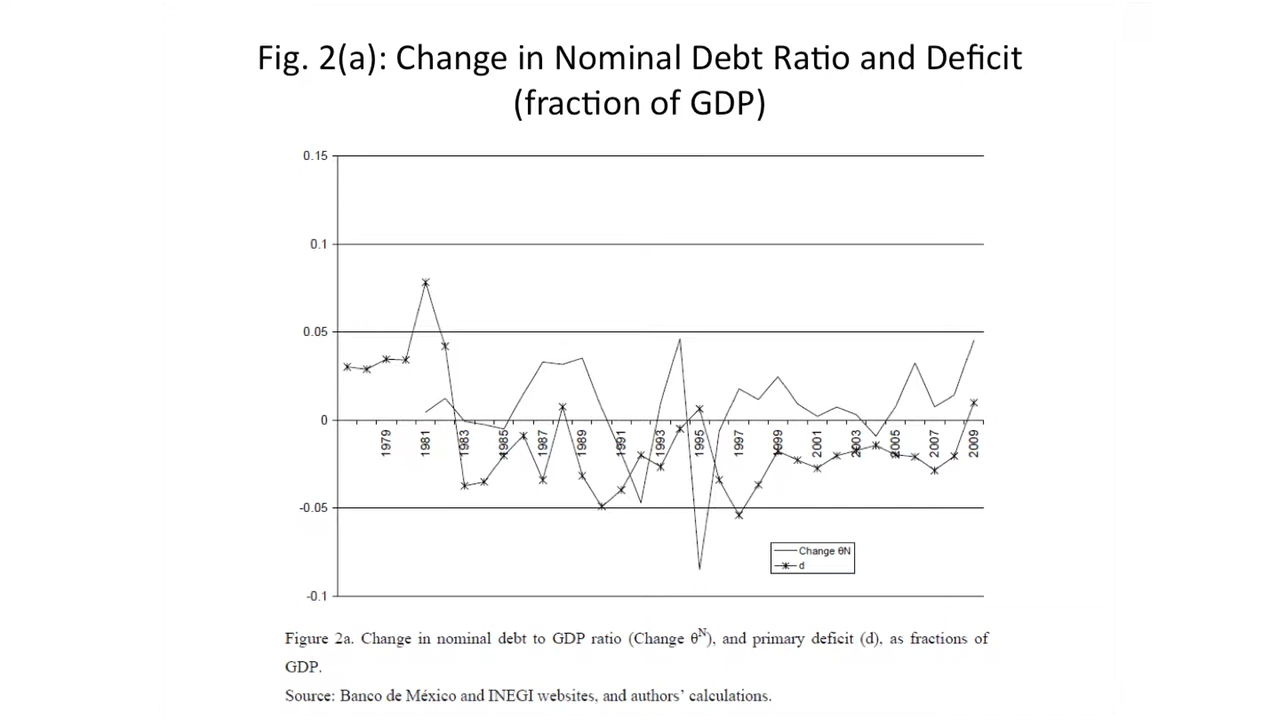 Fig. 2(a): Change in Nominal Debt Ratio and Deficit
(fraction of GDP)
0.15
0.1
0.05
0
-0.05
-0.1
1979 1981 1983 1985 1987 1989 1991 1993 1995 1997 1999 2001 2003 2005 2007 2009
Change θN
d
Figure 2a. Change in nominal debt to GDP ratio (Change θN), and primary deficit (d), as fractions of
GDP.
Source: Banco de México and INEGI websites, and authors' calculations.